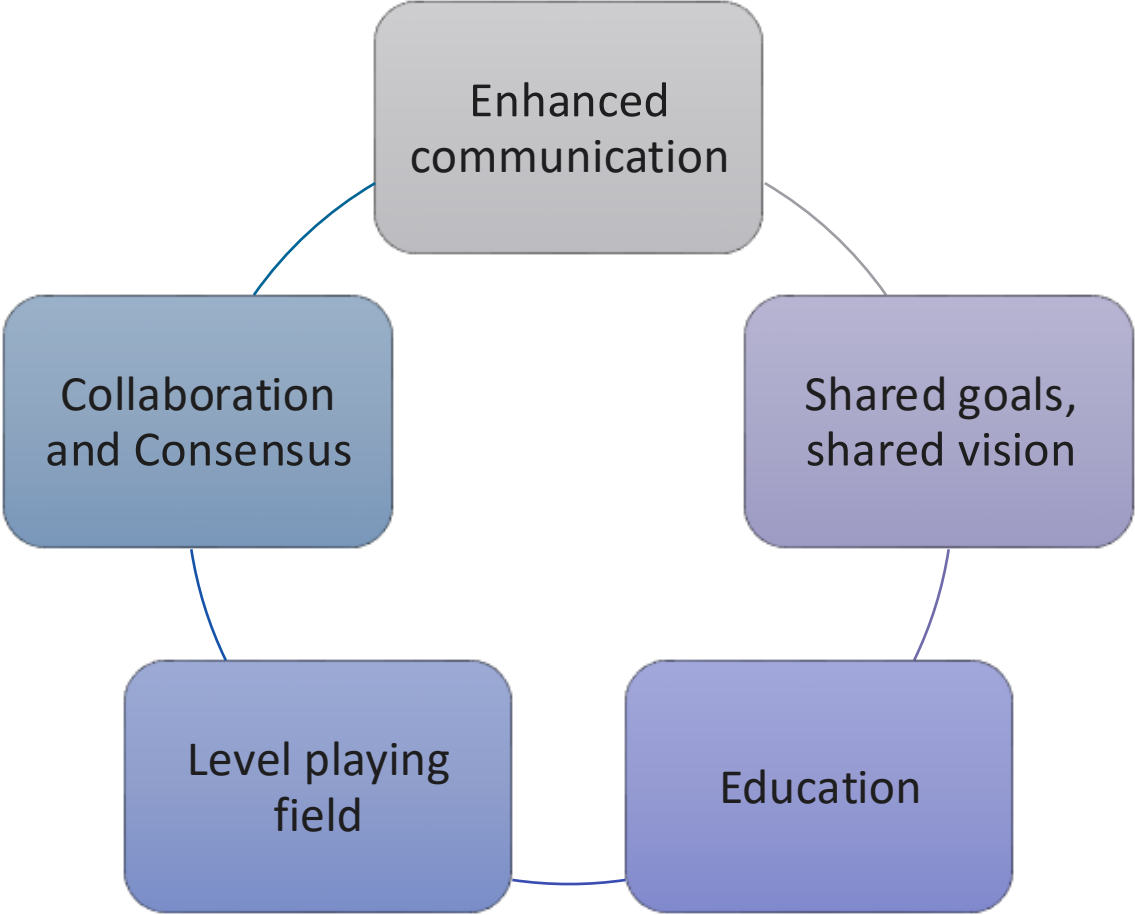 Enhanced
communication
Shared goals,
shared vision
Education
Level playing
field
Collaboration
and Consensus